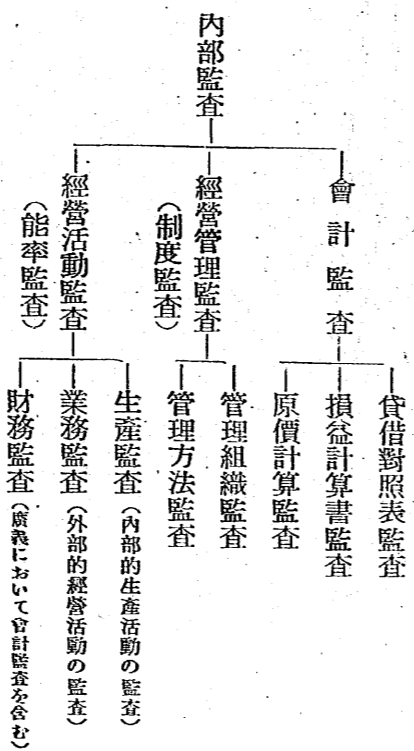 內部監査
會計監査
貸借對照表監査
損益計算書監査
原價計算監査
經營管理監査
（制度監査）
管理組織監査
管理方法監査
經營活動監査
（能率監査）
生產監査（內部的生產活動の監査）
業務監査（外部的經營活動の監査）
財務監査（廣義において會計監査を含む）